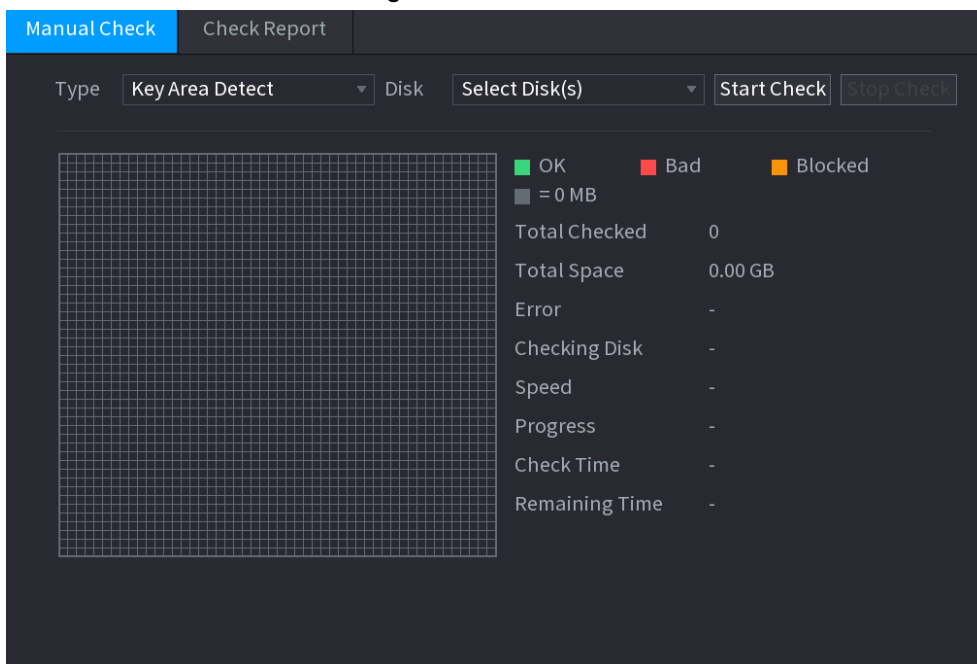 Manual Check Check Report
Type Key Area Detect Disk Select Disk(s) Start Check Stop Check
OK Bad Blocked
= 0 MB
Total Checked 0
Total Space 0.00 GB
Error -
Checking Disk -
Speed -
Progress -
Check Time -
Remaining Time -